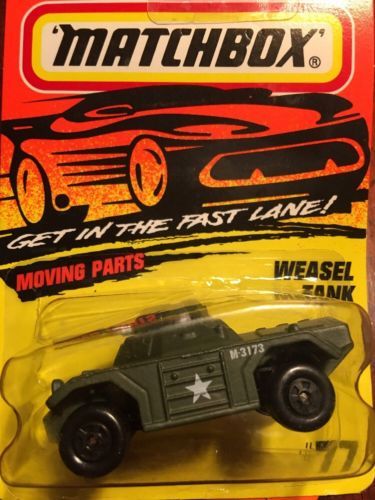 'MATCHBOX'®
GET IN THE FAST LANE!
MOVING PARTS
WEASEL
TANK
M-3173
77